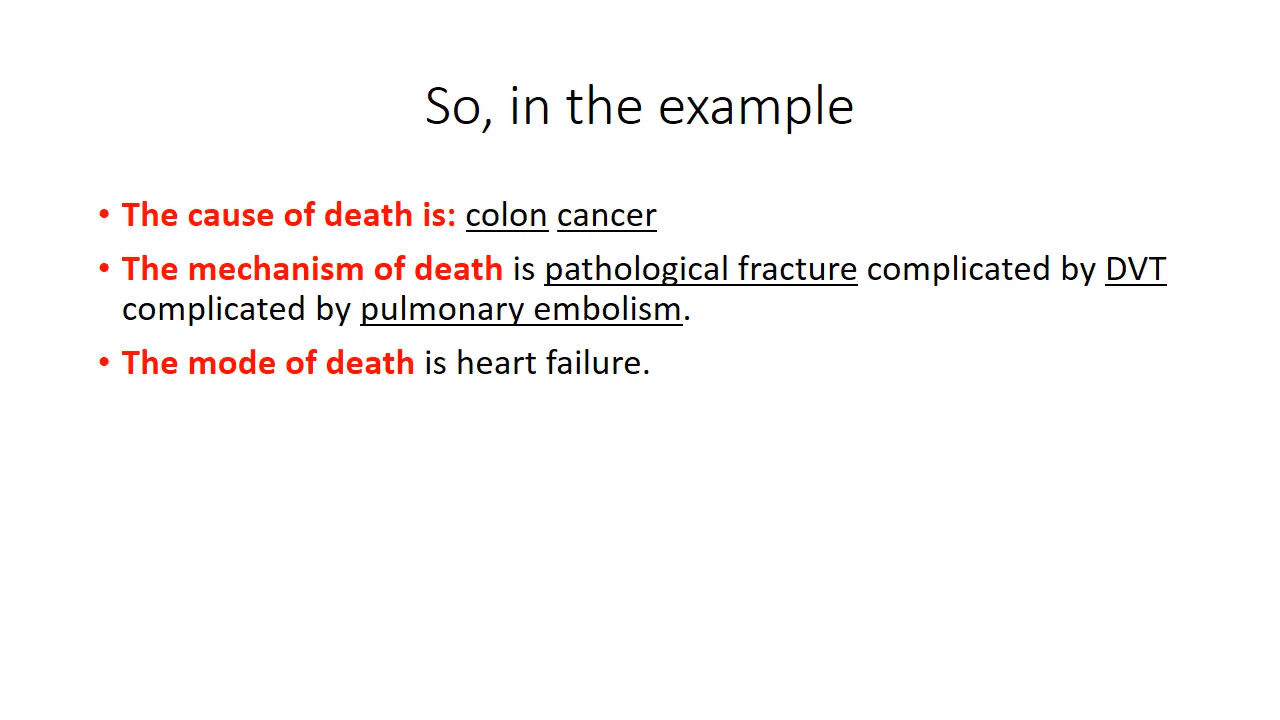 So, in the example
• The cause of death is: colon cancer
• The mechanism of death is pathological fracture complicated by DVT
complicated by pulmonary embolism.
• The mode of death is heart failure.